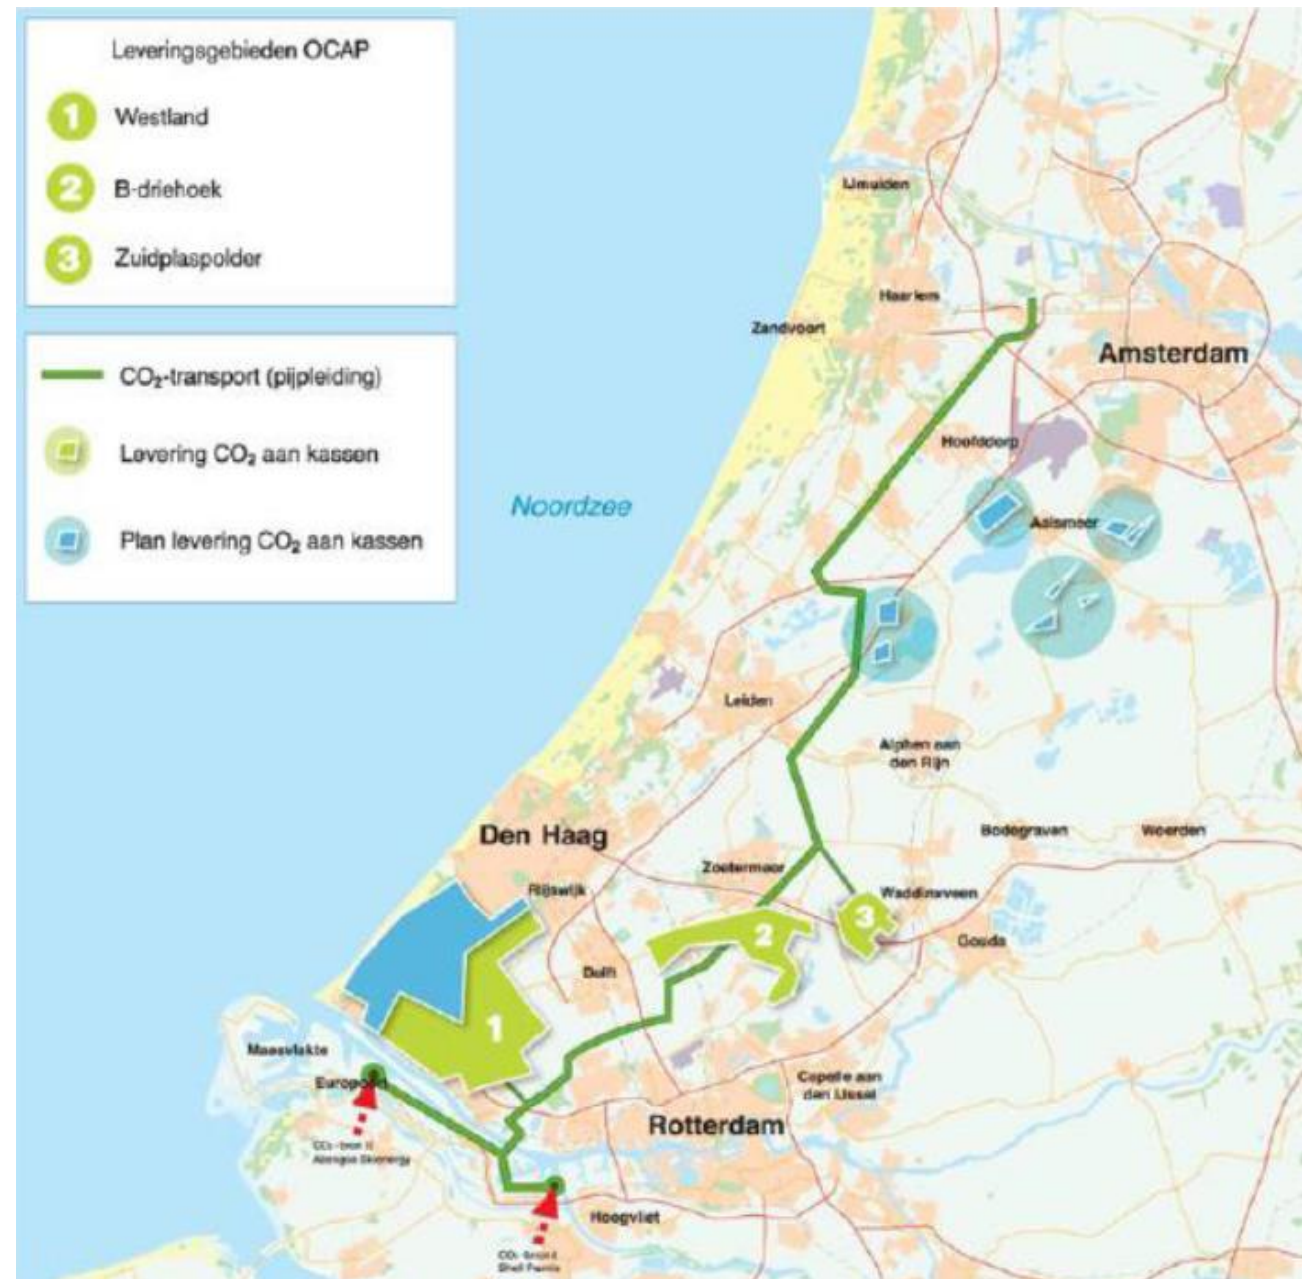 Leveringsgebieden OCAP
1 Westland
2 B-driehoek
3 Zuidplaspolder
CO₂-transport (pijpleiding)
Levering CO₂ aan kassen
Plan levering CO₂ aan kassen
IJmuiden
Haarlem
Zandvoort
Amsterdam
Hoofddorp
Noordzee
Aalsmeer
Leiden
Alphen aan
den Rijn
Den Haag
Bodegraven
Woerden
Zoetermeer
Rijswijk
Waddinxveen
3
2
Gouda
Delft
1
Maasvlakte
Europoort
Capelle aan
den IJssel
Rotterdam
Hoogvliet
Shell Pernis